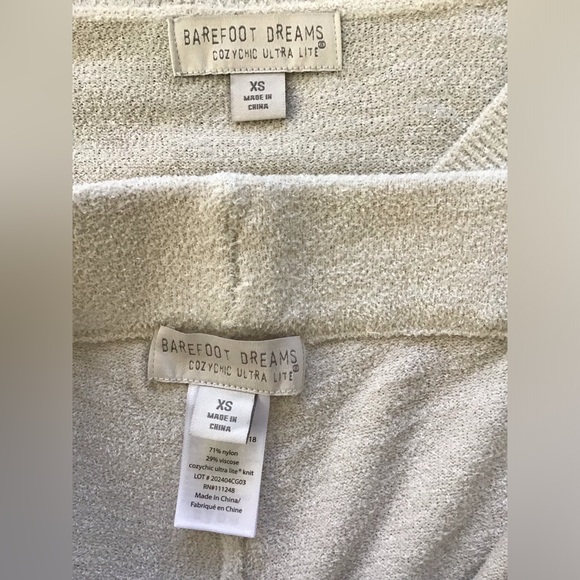 BAREFOOT DREAMS
COZYCHIC ULTRA LITE®
XS
MADE IN
CHINA
BAREFOOT DREAMS
COZYCHIC ULTRA LITE®
XS
MADE IN
CHINA
18
71% nylon
29% viscose
cozychic ultra lite® knit
LOT # 202404CG03
RN#111248
Made in China/
Fabriqué en Chine